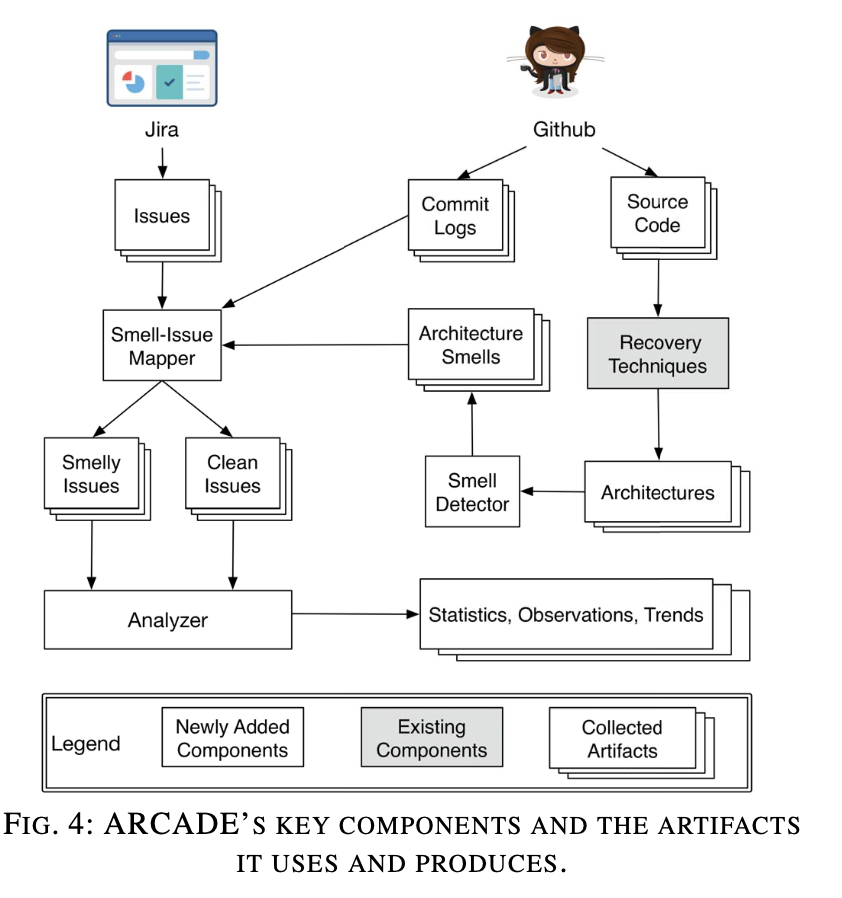 Jira
Github
Issues
Commit
Logs
Source
Code
Smell-Issue
Mapper
Architecture
Smells
Recovery
Techniques
Smelly
Issues
Clean
Issues
Smell
Detector
Architectures
Analyzer
Statistics, Observations, Trends
Legend
Newly Added
Components
Existing
Components
Collected
Artifacts
FIG. 4: ARCADE'S KEY COMPONENTS AND THE ARTIFACTS
IT USES AND PRODUCES.